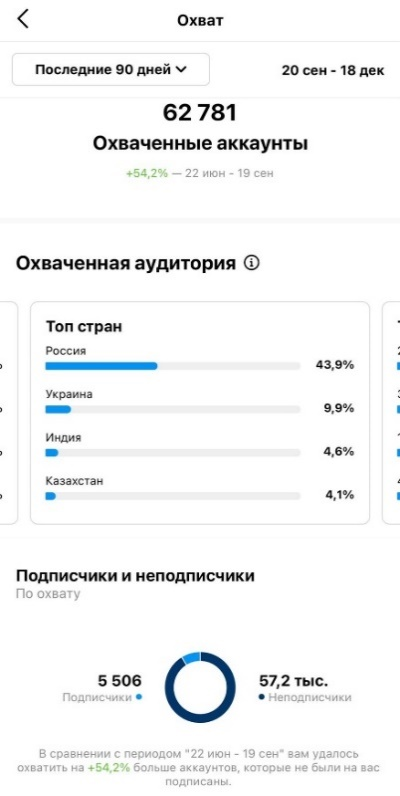 Охват
Последние 90 дней
20 сен - 18 дек
62 781
Охваченные аккаунты
+54,2% — 22 июн - 19 сен
Охваченная аудитория
Топ стран
Россия
43,9%
Украина
9,9%
Индия
4,6%
Казахстан
4,1%
Подписчики и неподписчики
По охвату
5 506
Подписчики
57,2 тыс.
Неподписчики
В сравнении с периодом "22 июн - 19 сен" вам удалось
охватить на +54,2% больше аккаунтов, которые не были на вас
подписаны.